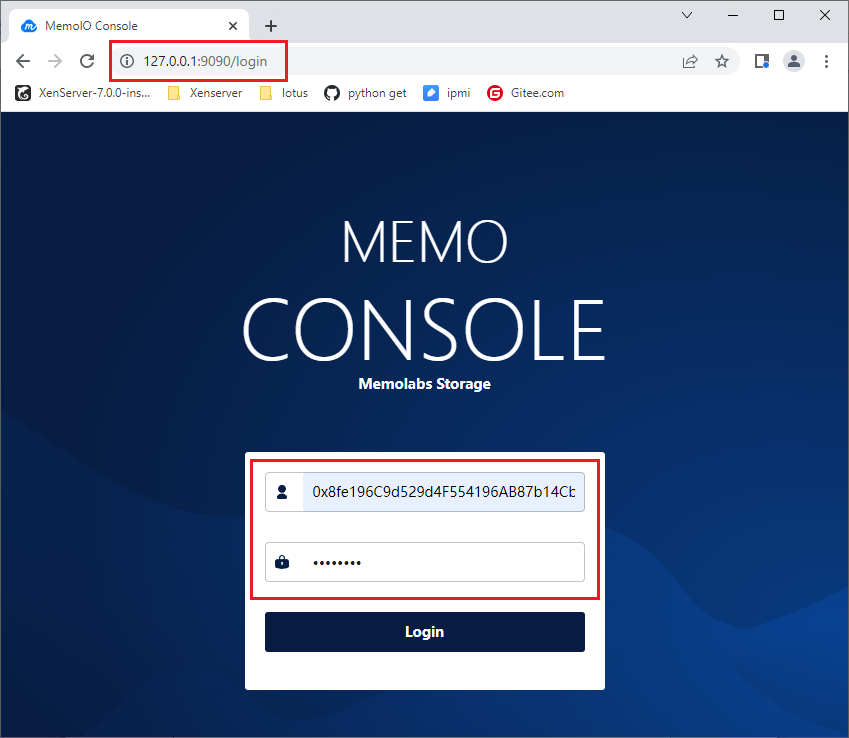 MemoIO Console
127.0.0.1:9090/login
XenServer-7.0.0-ins... Xenserver lotus python get ipmi Gitee.com
MEMO
CONSOLE
Memolabs Storage
0x8fe196C9d529d4F554196AB87b14Cb
••••••••
Login